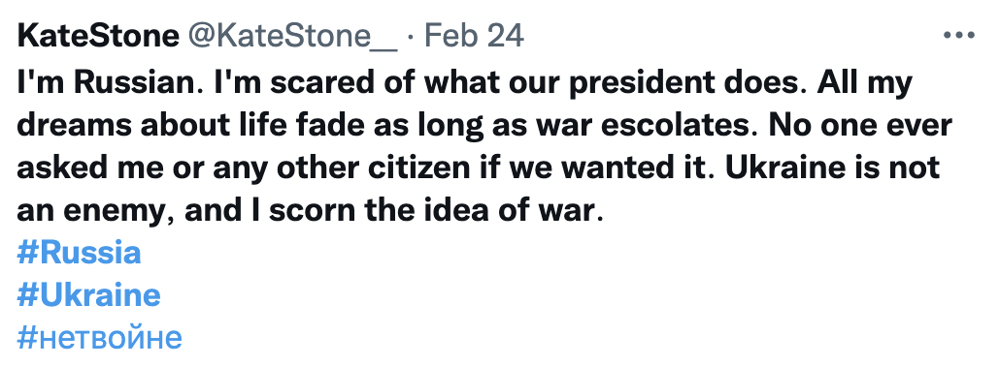 KateStone @KateStone__ · Feb 24
I'm Russian. I'm scared of what our president does. All my
dreams about life fade as long as war escolates. No one ever
asked me or any other citizen if we wanted it. Ukraine is not
an enemy, and I scorn the idea of war.
#Russia
#Ukraine
#нетвойне